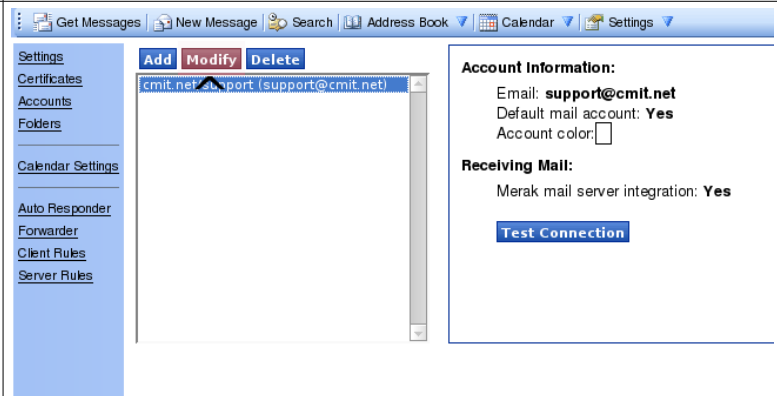 Get Messages New Message Search Address Book Calendar Settings
Settings
Certificates
Accounts
Folders
Calendar Settings
Auto Responder
Forwarder
Client Rules
Server Rules
Add Modify Delete
cmit.net support (support@cmit.net)
Account Information:
Email: support@cmit.net
Default mail account: Yes
Account color:
Receiving Mail:
Merak mail server integration: Yes
Test Connection